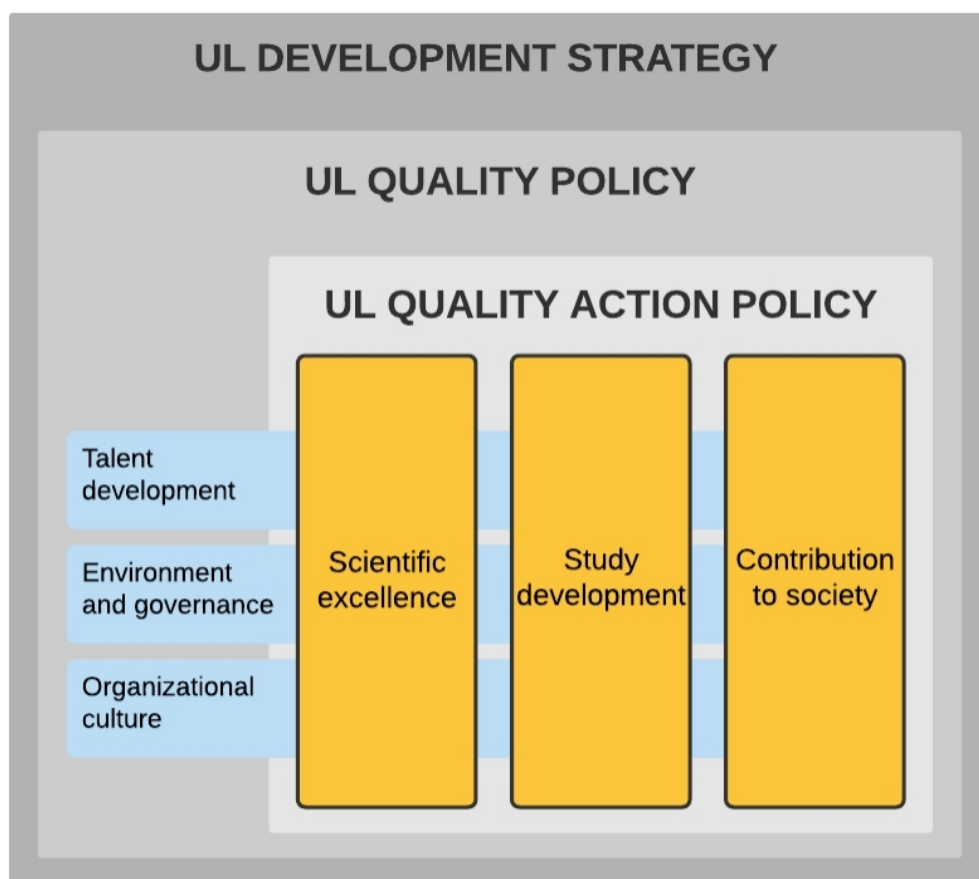 UL DEVELOPMENT STRATEGY
UL QUALITY POLICY
UL QUALITY ACTION POLICY
Talent
development
Environment
and governance
Organizational
culture
Scientific
excellence
Study
development
Contribution
to society